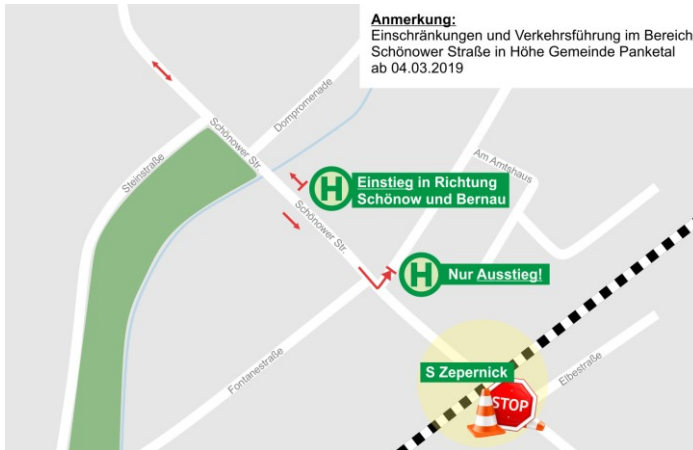 Anmerkung:
Einschränkungen und Verkehrsführung im Bereich
Schönower Straße in Höhe Gemeinde Panketal
ab 04.03.2019
Schönower Str.
Dompromenade
Steinstraße
Am Amtshaus
H
Einstieg in Richtung
Schönow und Bernau
Schönower Str.
H
Nur Ausstieg!
Fontanestraße
S Zepernick
Elbestraße
STOP